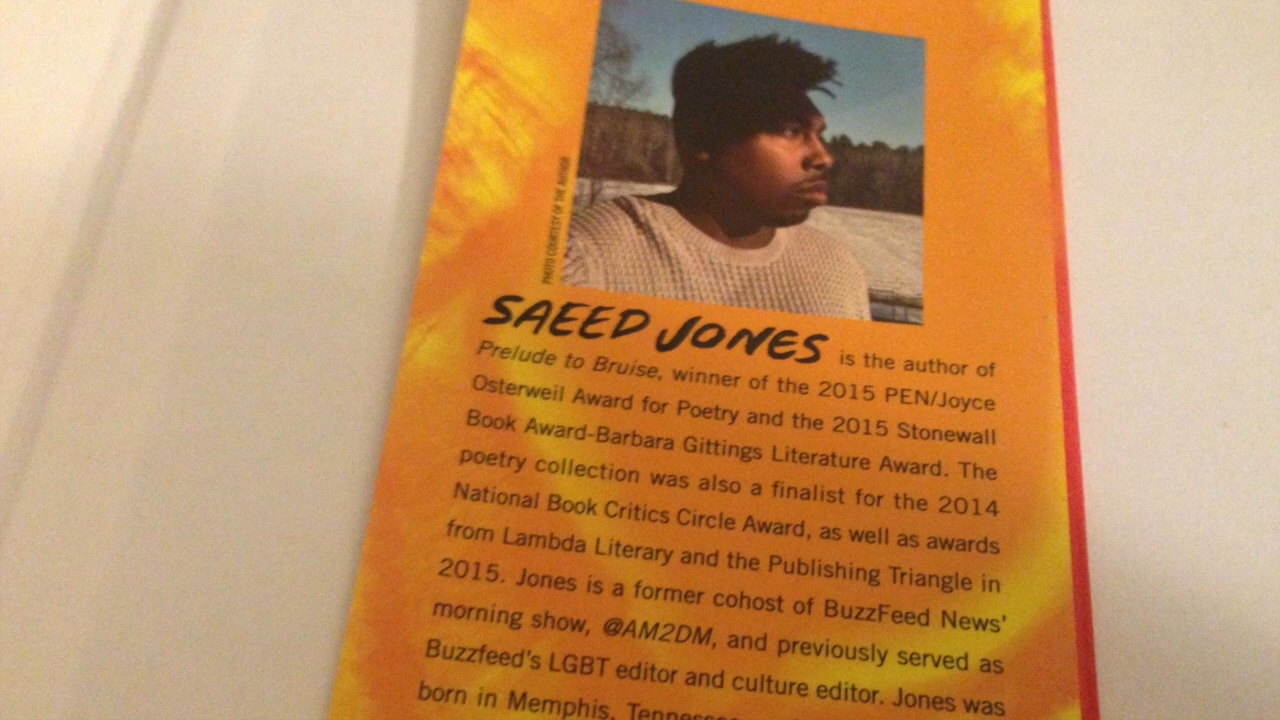 PHOTO COURTESY OF THE AUTHOR
SAEED JONES is the author of
Prelude to Bruise, winner of the 2015 PEN/Joyce
Osterweil Award for Poetry and the 2015 Stonewall
Book Award-Barbara Gittings Literature Award. The
poetry collection was also a finalist for the 2014
National Book Critics Circle Award, as well as awards
from Lambda Literary and the Publishing Triangle in
2015. Jones is a former cohost of BuzzFeed News’
morning show, @AM2DM, and previously served as
Buzzfeed’s LGBT editor and culture editor. Jones was
born in Memphis,